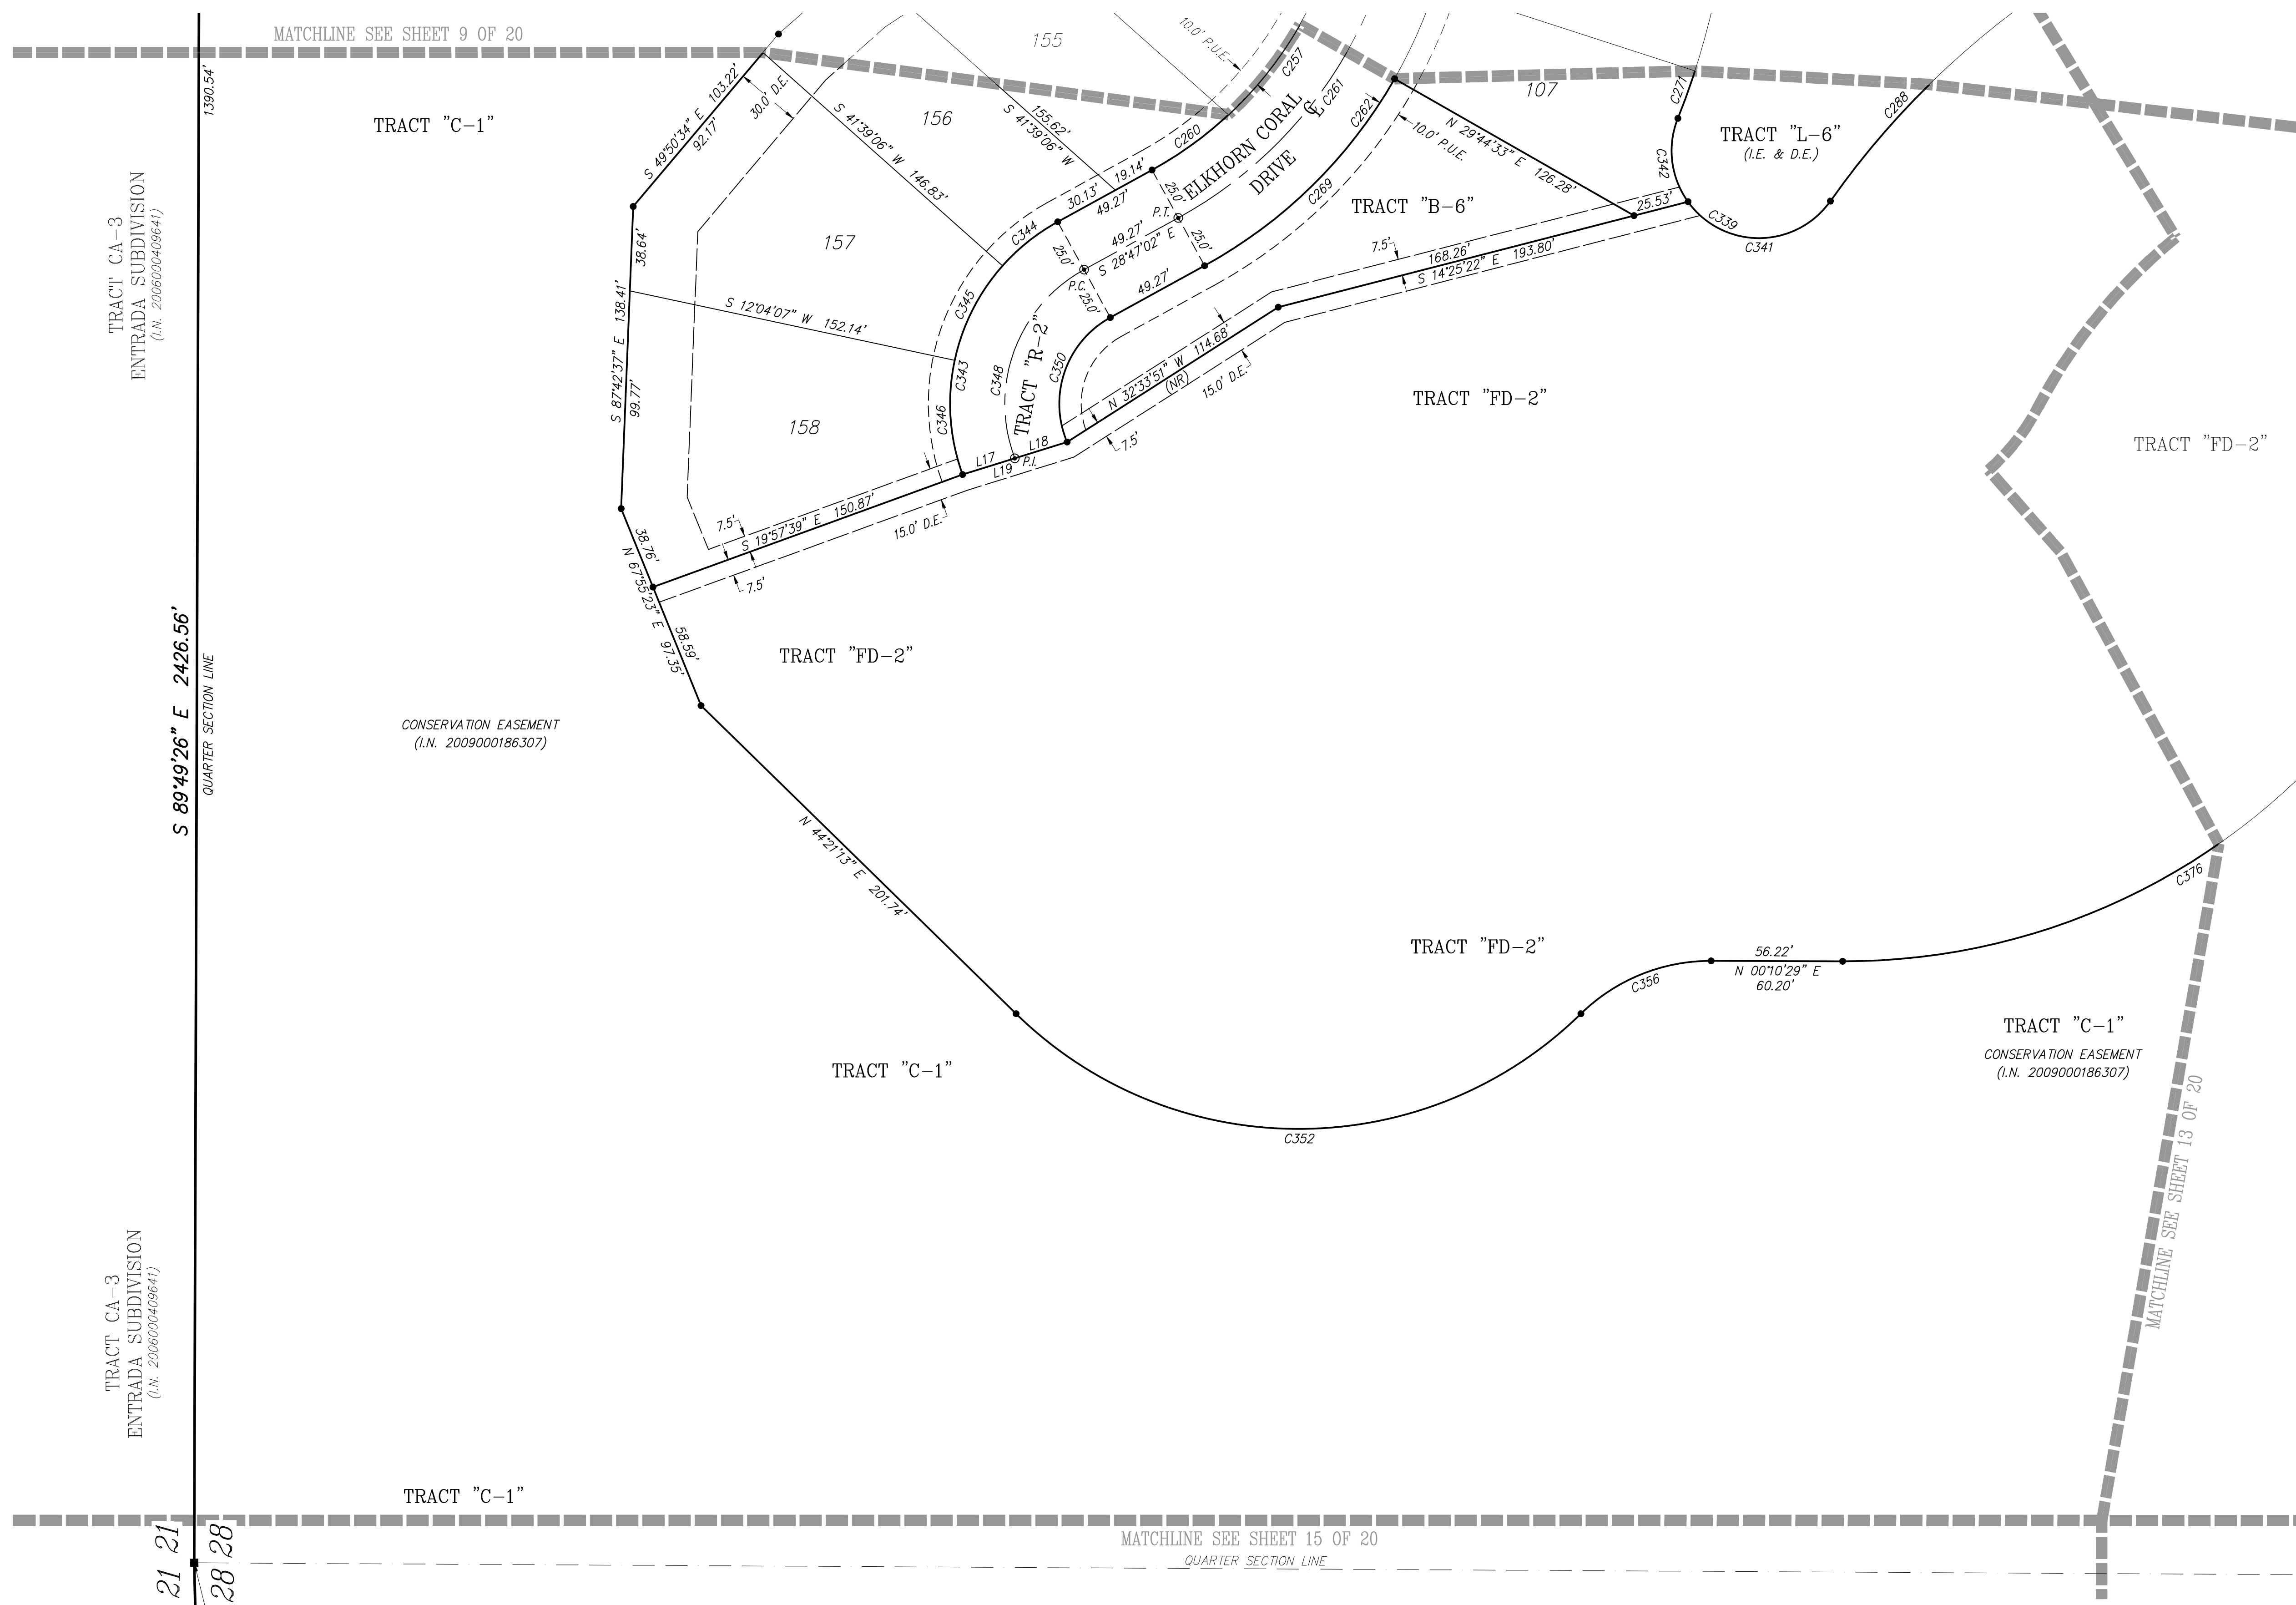 MATCHLINE SEE SHEET 9 OF 20
1390.54'
TRACT "C-1"
S 49°50'34" E 103.22'
92.17'
30.0' D.E.
S 41°39'06" W 146.83'
155
156
155.62'
S 41°39'06" W
10.0' P.U.E.
C257
C260
C261
C262
℄
ELKHORN CORAL
DRIVE
10.0' P.U.E.
N 29°44'33" E 126.28'
107
C271
TRACT "L-6"
(I.E. & D.E.)
C288
C342
C339
C341
TRACT "B-6"
25.53'
TRACT CA-3
ENTRADA SUBDIVISION
(I.N. 2006000409641)
38.64'
157
C344
30.13'
19.14'
49.27'
25.0'
P.T.
49.27'
S 28°47'02" E
25.0'
25.0'
P.C.
25.0'
49.27'
C269
7.5'
168.26'
S 14°25'22" E 193.80'
S 87°42'37" E 138.41'
99.77'
S 12°04'07" W 152.14'
C345
C343
C346
C348
TRACT "R-2"
C350
N 32°33'51" W 114.68'
(NR)
15.0' D.E.
7.5'
TRACT "FD-2"
TRACT "FD-2"
158
L17
L18
L19
P.I.
7.5'
S 19°57'39" E 150.87'
15.0' D.E.
7.5'
38.76'
N 67°55'23" E 97.35'
58.59'
TRACT "FD-2"
S 89°49'26" E 2426.56'
QUARTER SECTION LINE
CONSERVATION EASEMENT
(I.N. 2009000186307)
N 44°21'13" E 201.74'
C376
TRACT "FD-2"
56.22'
N 00°10'29" E
60.20'
C356
C352
TRACT "C-1"
TRACT "C-1"
CONSERVATION EASEMENT
(I.N. 2009000186307)
MATCHLINE SEE SHEET 13 OF 20
TRACT CA-3
ENTRADA SUBDIVISION
(I.N. 2006000409641)
TRACT "C-1"
21 21
28 28
MATCHLINE SEE SHEET 15 OF 20
QUARTER SECTION LINE